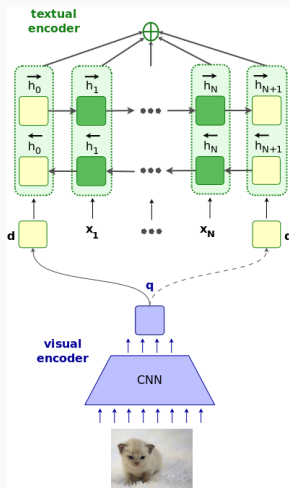 textual
encoder
h0 h1 hN hN+1
h0 h1 hN hN+1
d x1 xN d
q
visual
encoder
CNN